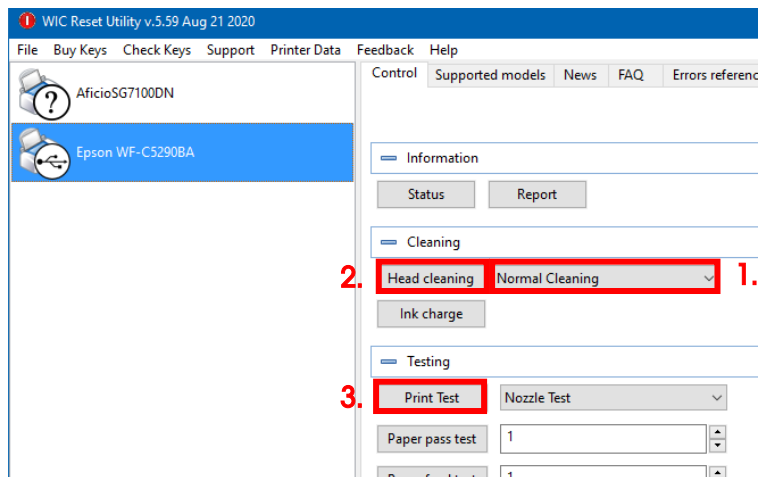 WIC Reset Utility v.5.59 Aug 21 2020
File Buy Keys Check Keys Support Printer Data Feedback Help
Control Supported models News FAQ Errors referenc
AficioSG7100DN
Epson WF-C5290BA
Information
Status Report
Cleaning
2. Head cleaning Normal Cleaning 1.
Ink charge
Testing
3. Print Test Nozzle Test
Paper pass test 1
1